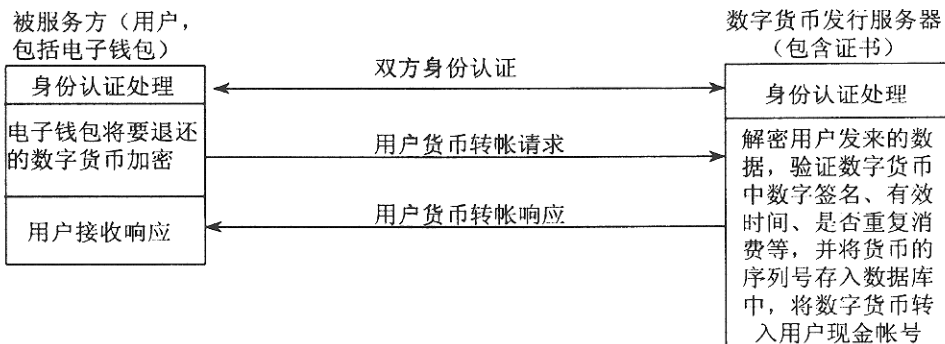 被服务方（用户，
包括电子钱包）
身份认证处理
电子钱包将要退还
的数字货币加密
用户接收响应
双方身份认证
用户货币转帐请求
用户货币转帐响应
数字货币发行服务器
（包含证书）
身份认证处理
解密用户发来的数
据，验证数字货币
中数字签名、有效
时间、是否重复消
费等，并将货币的
序列号存入数据库
中，将数字货币转
入用户现金帐号